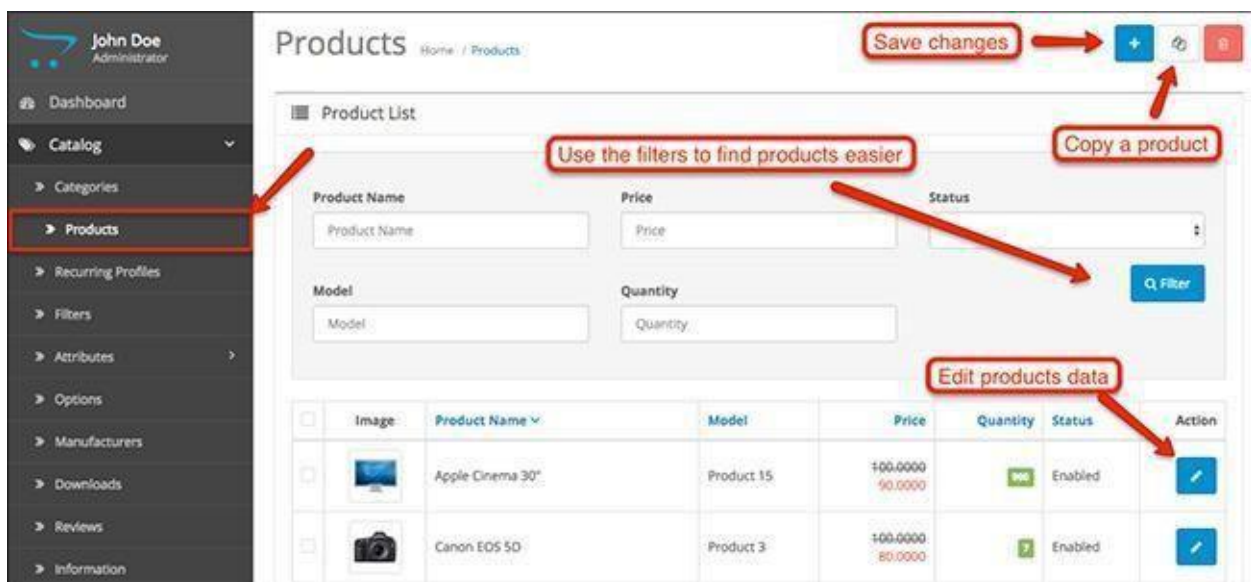 John Doe
Administrator
Dashboard
Catalog
Categories
Products
Recurring Profiles
Filters
Attributes
Options
Manufacturers
Downloads
Reviews
Information
Products Home / Products
Save changes
Copy a product
Product List
Use the filters to find products easier
Product Name Price Status
Product Name Price
Filter
Model Quantity
Model Quantity
Edit products data
Image Product Name Model Price Quantity Status Action
100.0000
Apple Cinema 30" Product 15 Enabled
90.0000
100.0000
Canon EOS 5D Product 3 7 Enabled
80.0000